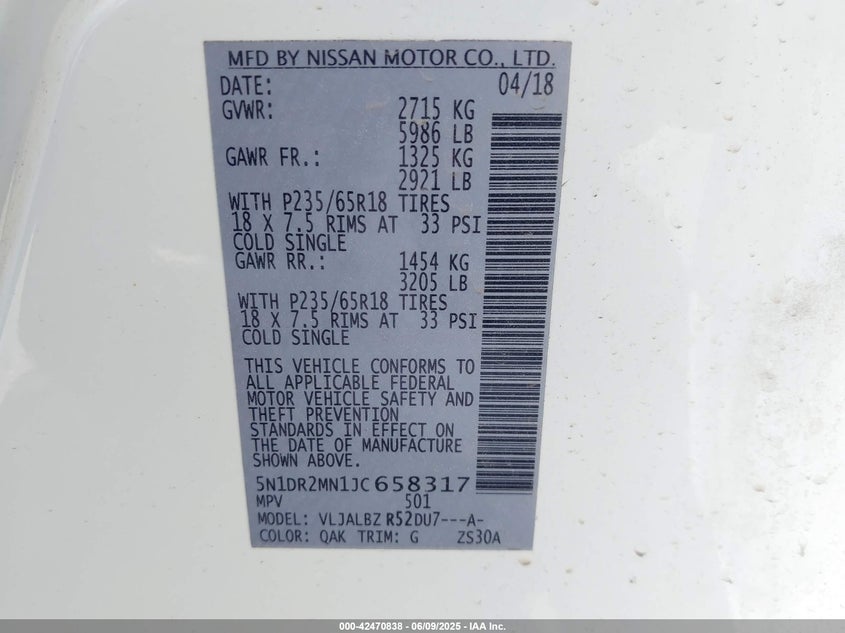 MFD BY NISSAN MOTOR CO., LTD.
DATE: 04/18
GVWR: 2715 KG
5986 LB
GAWR FR.: 1325 KG
2921 LB
WITH P235/65R18 TIRES
18 X 7.5 RIMS AT 33 PSI
COLD SINGLE
GAWR RR.: 1454 KG
3205 LB
WITH P235/65R18 TIRES
18 X 7.5 RIMS AT 33 PSI
COLD SINGLE
THIS VEHICLE CONFORMS TO
ALL APPLICABLE FEDERAL
MOTOR VEHICLE SAFETY AND
THEFT PREVENTION
STANDARDS IN EFFECT ON
THE DATE OF MANUFACTURE
SHOWN ABOVE.
5N1DR2MN1JC658317
MPV 501
MODEL: VLJALBZ R52DU7---A-
COLOR: QAK TRIM: G ZS30A
000-42470838 - 06/09/2025 - IAA Inc.